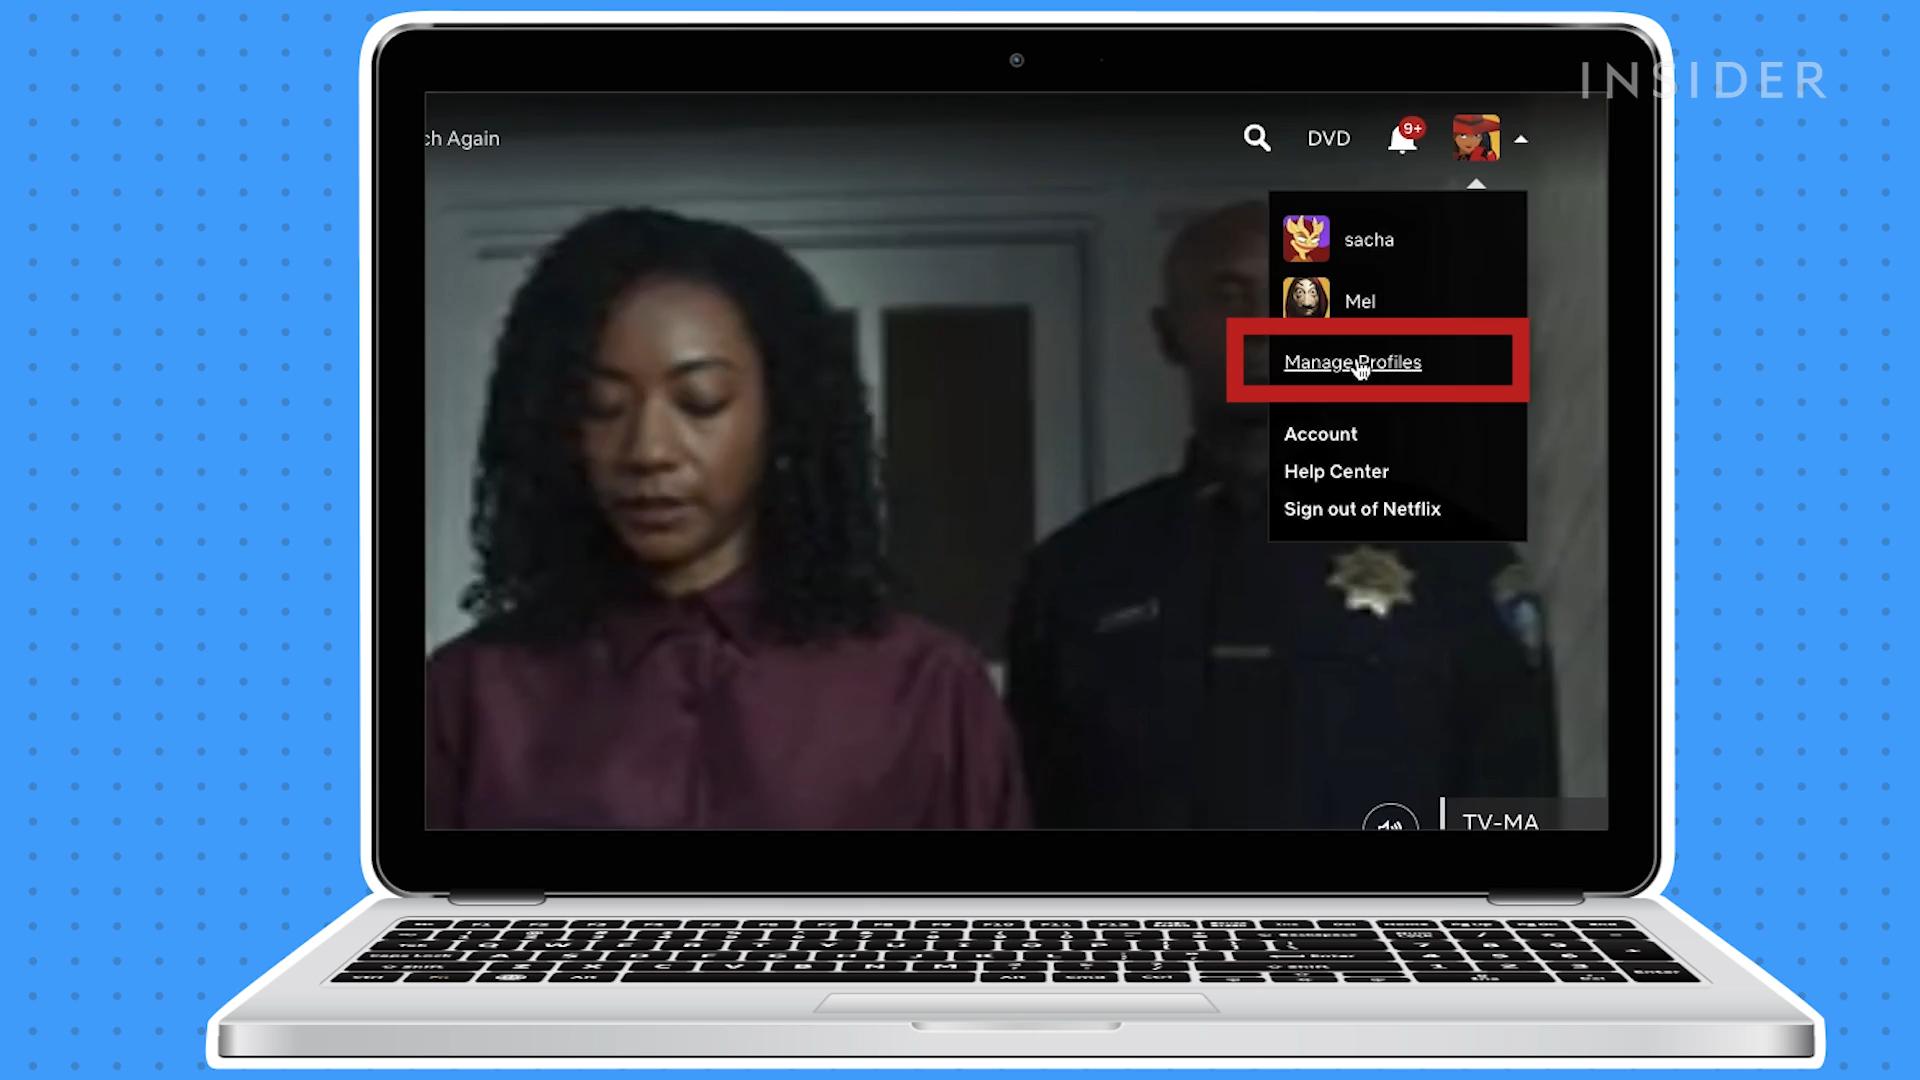 INSIDER
ch Again
DVD
9+
sacha
Mel
Manage Profiles
Account
Help Center
Sign out of Netflix
TV-MA
Q W E R T Y U I O P
A S D F G H J K L
Z X C V B N M